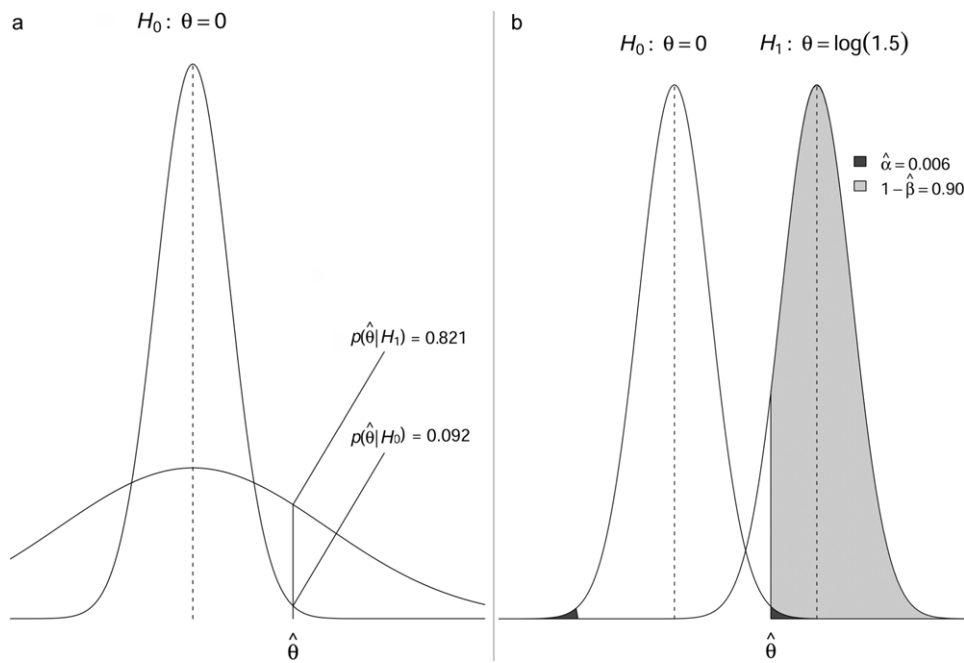 a
H₀: θ = 0
p(θ̂|H₁) = 0.821
p(θ̂|H₀) = 0.092
θ̂
b
H₀: θ = 0
H₁: θ = log(1.5)
α̂ = 0.006
1 − β̂ = 0.90
θ̂